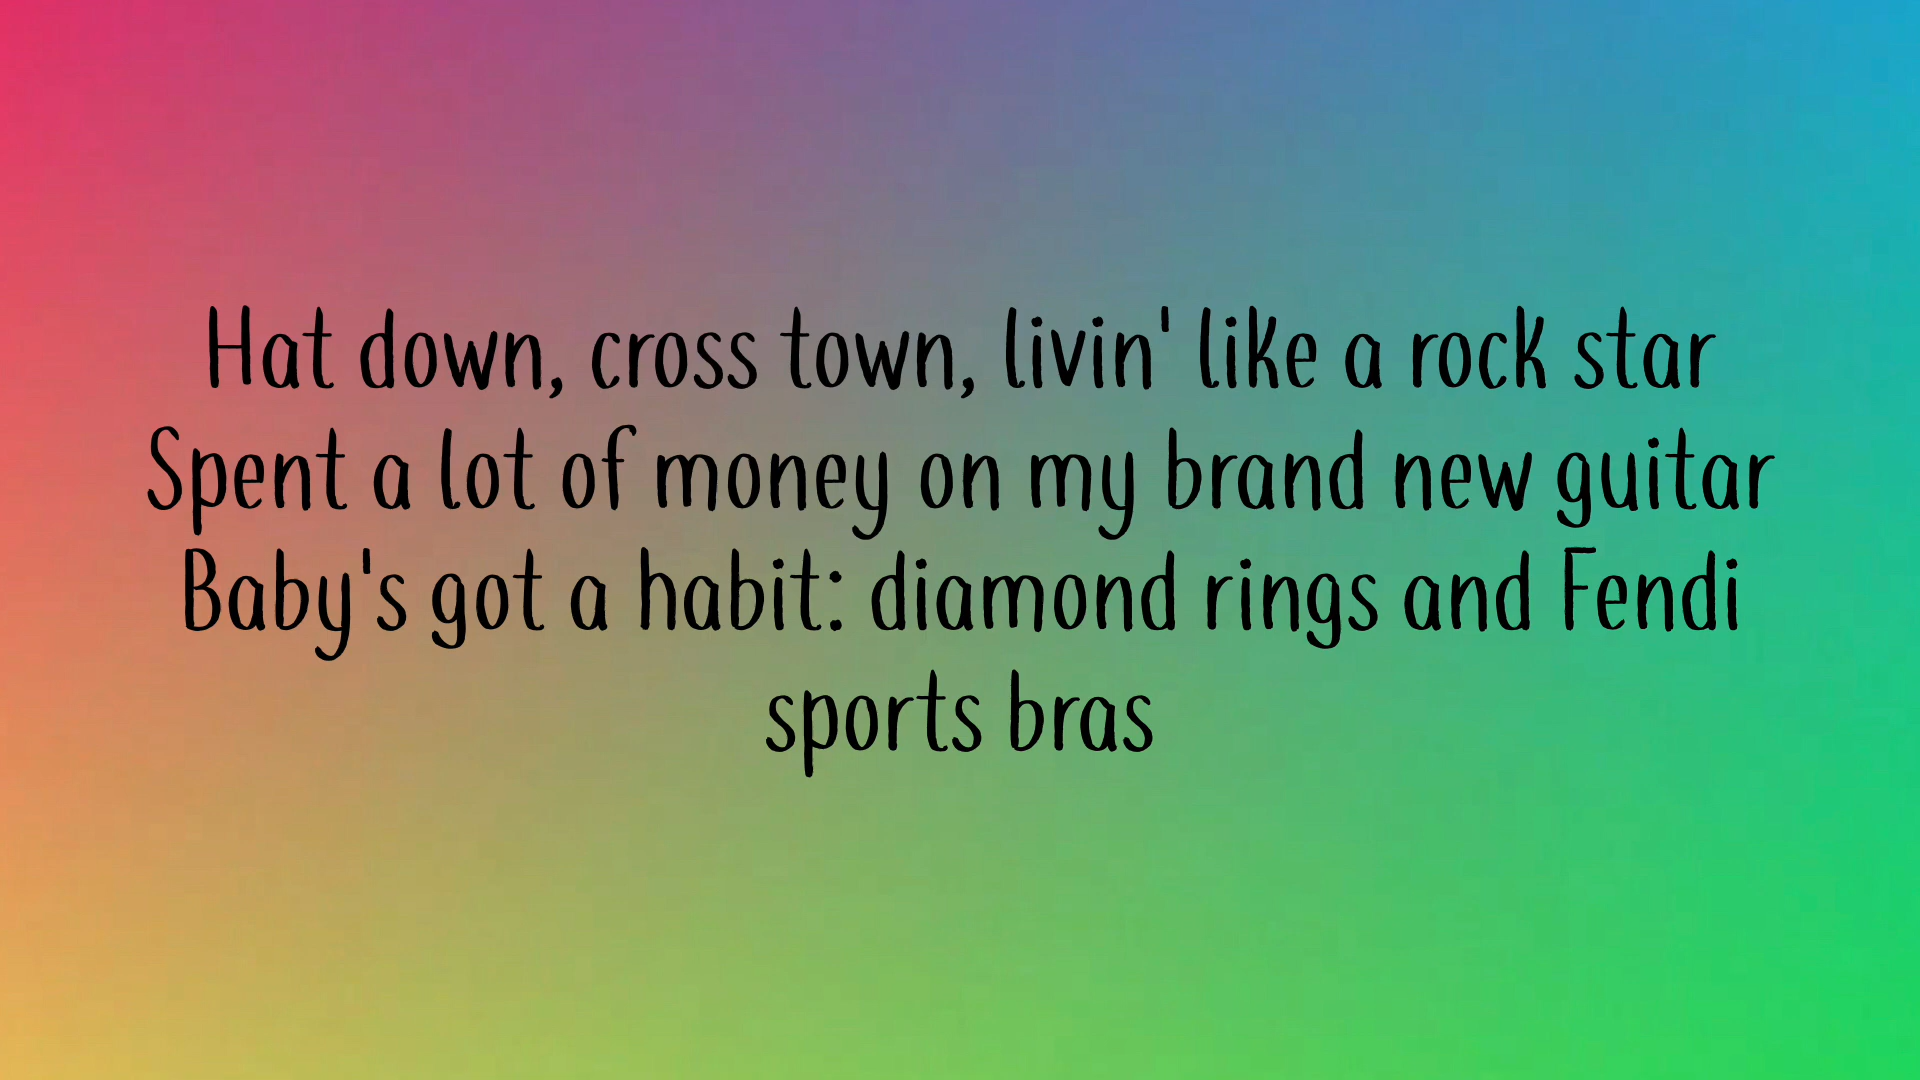 Hat down, cross town, livin' like a rock star
Spent a lot of money on my brand new guitar
Baby's got a habit: diamond rings and Fendi
sports bras